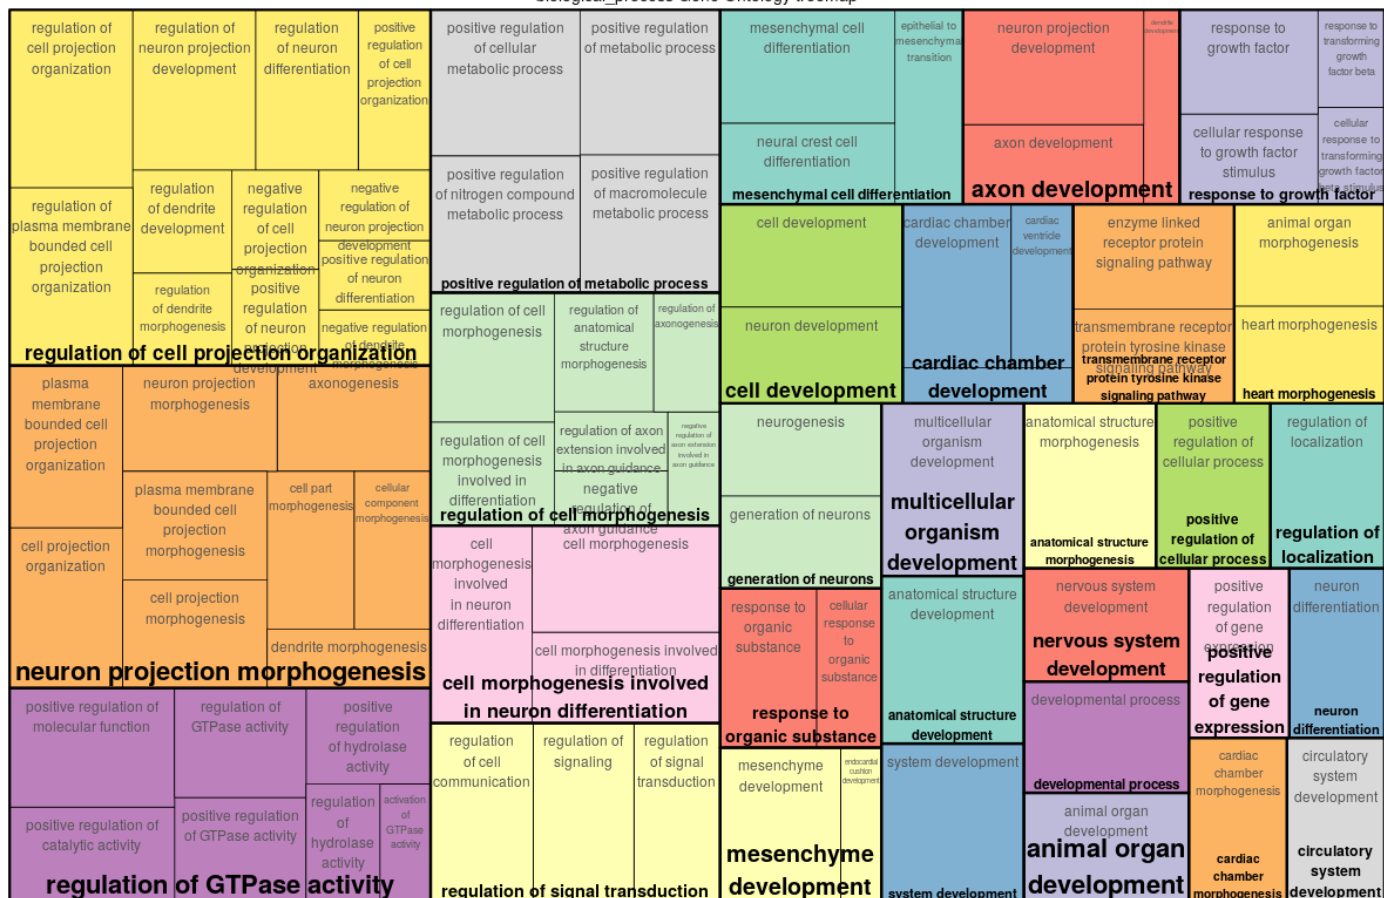 biological_process Gene Ontology treemap
regulation of
cell projection
organization
regulation of
neuron projection
development
regulation
of neuron
differentiation
positive
regulation
of cell
projection
organization
regulation of
plasma membrane
bounded cell
projection
organization
regulation
of dendrite
development
negative
regulation
of cell
projection
organization
negative
regulation of
neuron projection
development
regulation
of dendrite
morphogenesis
positive
regulation
of neuron
projection
development
positive regulation
of neuron
differentiation
negative regulation
of dendrite
morphogenesis
regulation of cell projection organization
plasma
membrane
bounded cell
projection
organization
neuron projection
morphogenesis
axonogenesis
cell projection
organization
plasma membrane
bounded cell
projection
morphogenesis
cell part
morphogenesis
cellular
component
morphogenesis
cell projection
morphogenesis
dendrite morphogenesis
neuron projection morphogenesis
positive regulation of
molecular function
regulation of
GTPase activity
positive
regulation
of hydrolase
activity
positive regulation of
catalytic activity
positive regulation
of GTPase activity
regulation
of
hydrolase
activity
activation
of
GTPase
activity
regulation of GTPase activity
positive regulation
of cellular
metabolic process
positive regulation
of metabolic process
positive regulation
of nitrogen compound
metabolic process
positive regulation
of macromolecule
metabolic process
positive regulation of metabolic process
regulation of cell
morphogenesis
regulation of
anatomical
structure
morphogenesis
regulation of
axonogenesis
regulation of cell
morphogenesis
involved in
differentiation
regulation of axon
extension involved
in axon guidance
negative
regulation of
axon extension
involved in
axon guidance
negative
regulation of
axon guidance
regulation of cell morphogenesis
cell
morphogenesis
involved
in neuron
differentiation
cell morphogenesis
cell morphogenesis involved
in differentiation
cell morphogenesis involved
in neuron differentiation
regulation
of cell
communication
regulation of
signaling
regulation
of signal
transduction
regulation of signal transduction
mesenchymal cell
differentiation
epithelial to
mesenchymal
transition
neural crest cell
differentiation
mesenchymal cell differentiation
neuron projection
development
dendrite
development
axon development
axon development
response to
growth factor
response to
transforming
growth
factor beta
cellular response
to growth factor
stimulus
cellular
response to
transforming
growth factor
beta stimulus
response to growth factor
cell development
neuron development
cell development
cardiac chamber
development
cardiac
ventricle
development
cardiac chamber
development
enzyme linked
receptor protein
signaling pathway
transmembrane receptor
protein tyrosine kinase
signaling pathway
transmembrane receptor
protein tyrosine kinase
signaling pathway
animal organ
morphogenesis
heart morphogenesis
heart morphogenesis
neurogenesis
generation of neurons
generation of neurons
multicellular
organism
development
multicellular
organism
development
anatomical structure
morphogenesis
anatomical structure
morphogenesis
positive
regulation of
cellular process
positive
regulation of
cellular process
regulation of
localization
regulation of
localization
response to
organic
substance
cellular
response
to
organic
substance
response to
organic substance
anatomical structure
development
anatomical structure
development
nervous system
development
nervous system
development
positive
regulation
of gene
expression
positive
regulation
of gene
expression
neuron
differentiation
neuron
differentiation
developmental process
developmental process
mesenchyme
development
endocardial
cushion
development
mesenchyme
development
system development
system development
animal organ
development
animal organ
development
cardiac
chamber
morphogenesis
cardiac
chamber
morphogenesis
circulatory
system
development
circulatory
system
development